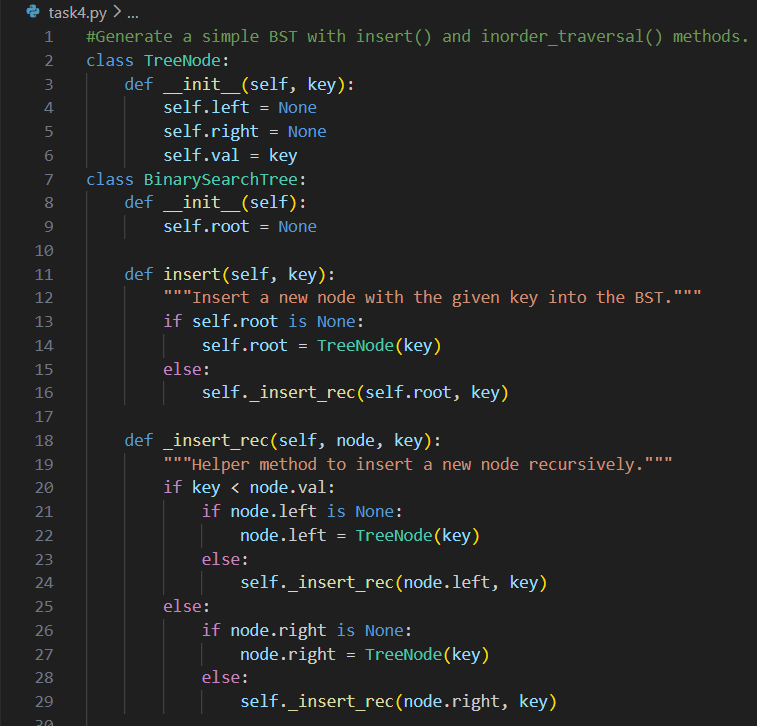 task4.py > ...
1 #Generate a simple BST with insert() and inorder_traversal() methods.
2 class TreeNode:
3     def __init__(self, key):
4         self.left = None
5         self.right = None
6         self.val = key
7 class BinarySearchTree:
8     def __init__(self):
9         self.root = None
10
11     def insert(self, key):
12         """Insert a new node with the given key into the BST."""
13         if self.root is None:
14             self.root = TreeNode(key)
15         else:
16             self._insert_rec(self.root, key)
17
18     def _insert_rec(self, node, key):
19         """Helper method to insert a new node recursively."""
20         if key < node.val:
21             if node.left is None:
22                 node.left = TreeNode(key)
23             else:
24                 self._insert_rec(node.left, key)
25         else:
26             if node.right is None:
27                 node.right = TreeNode(key)
28             else:
29                 self._insert_rec(node.right, key)
30